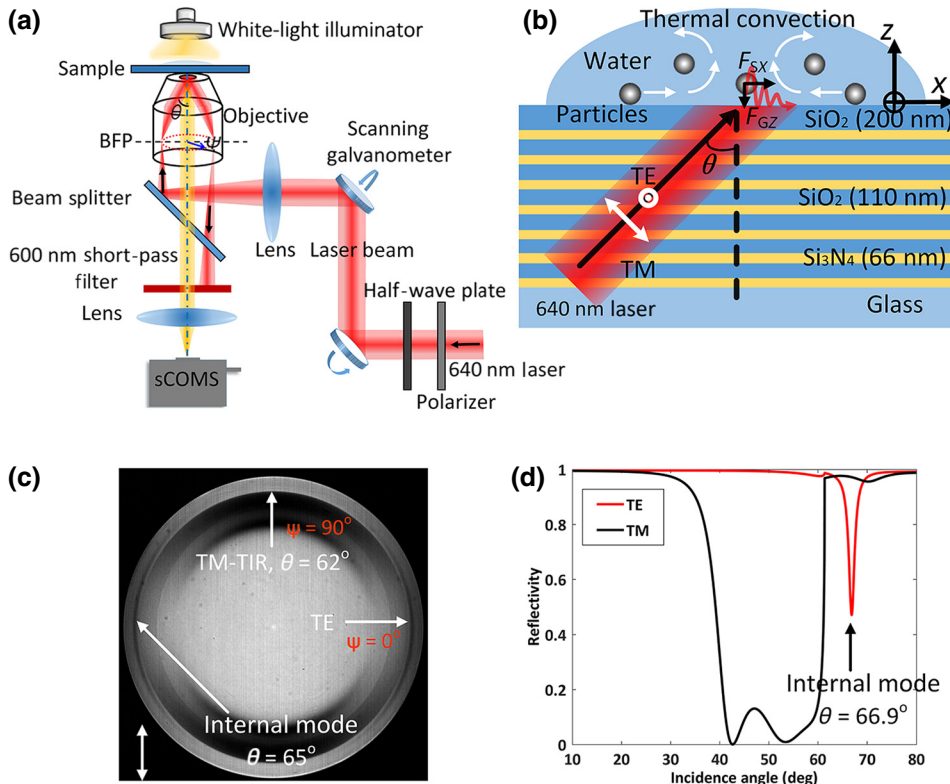 (a)
White-light illuminator
Sample
θ
Objective
BFP
ψ
Scanning
galvanometer
Beam splitter
Lens
Laser beam
600 nm short-pass
filter
Half-wave plate
Lens
640 nm laser
sCOMS
Polarizer
(b)
Thermal convection
z
Water
F_SX
x
Particles
F_GZ
SiO₂ (200 nm)
θ
TE
SiO₂ (110 nm)
TM
Si₃N₄ (66 nm)
640 nm laser
Glass
(c)
ψ = 90°
TM-TIR, θ = 62°
TE
ψ = 0°
Internal mode
θ = 65°
(d)
1
TE
TM
0.8
0.6
Reflectivity
0.4
0.2
Internal mode
θ = 66.9°
0
10 20 30 40 50 60 70 80
Incidence angle (deg)